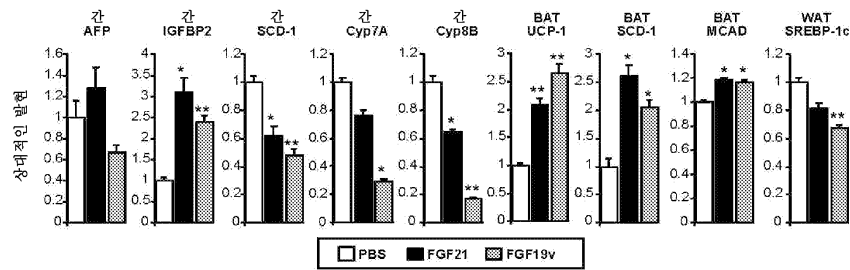 간 간 간 간 간 BAT BAT BAT WAT
AFP IGFBP2 SCD-1 Cyp7A Cyp8B UCP-1 SCD-1 MCAD SREBP-1c
상대적인 발현
1.6 1.4 1.2 1.0 0.8 0.6 0.4 0.2 0
4 3.5 3 2.5 2 1.5 1 0.5 0
1.2 1 0.8 0.6 0.4 0.2 0
1.2 1 0.8 0.6 0.4 0.2 0
1.2 1 0.8 0.6 0.4 0.2 0
3 2.5 2 1.5 1 0.5 0
3 2.5 2 1.5 1 0.5 0
1.4 1.2 1 0.8 0.6 0.4 0.2 0
1.2 1 0.8 0.6 0.4 0.2 0
* **
* **
*
* **
** **
* *
* *
**
PBS FGF21 FGF19v